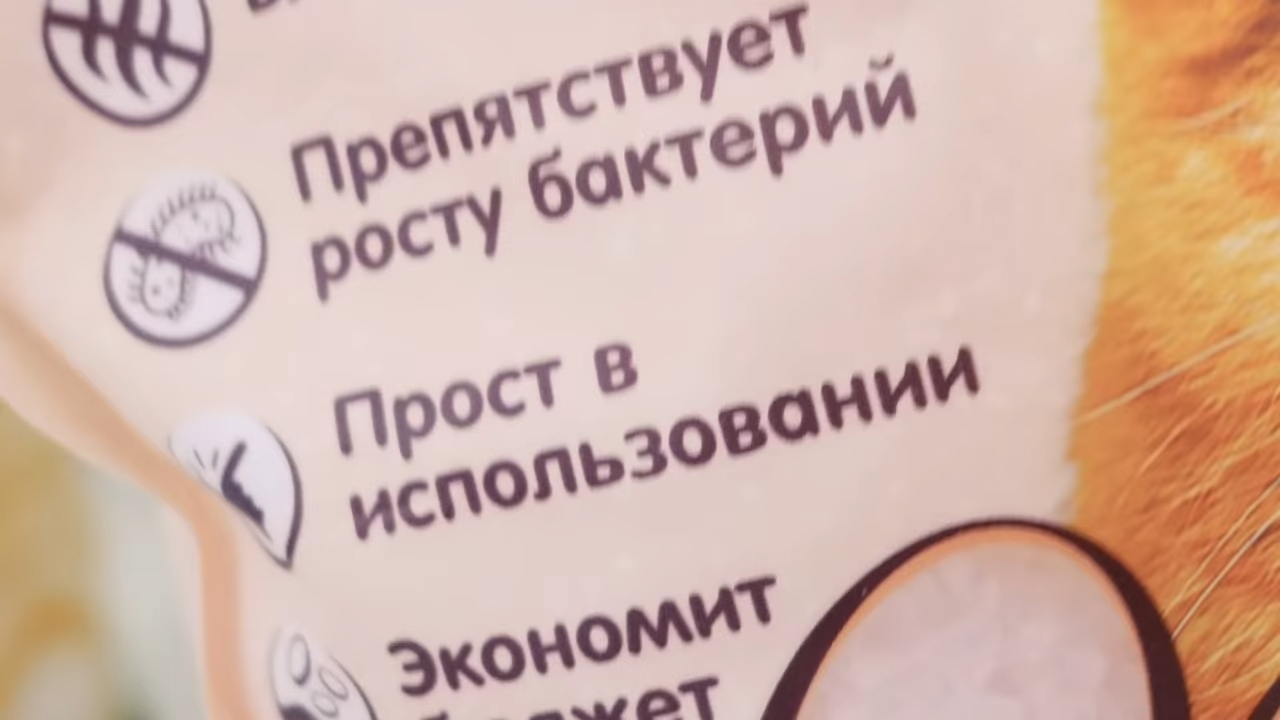 Препятствует
росту бактерий
Прост в
использовании
Экономит